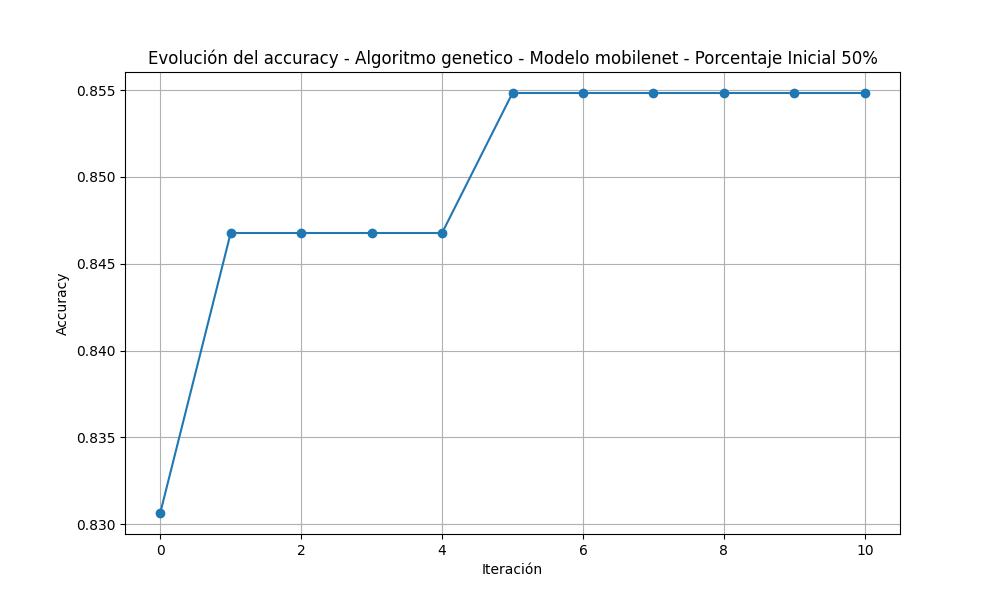 Evolución del accuracy - Algoritmo genetico - Modelo mobilenet - Porcentaje Inicial 50%
0.855
0.850
0.845
0.840
0.835
0.830
Accuracy
0 2 4 6 8 10
Iteración